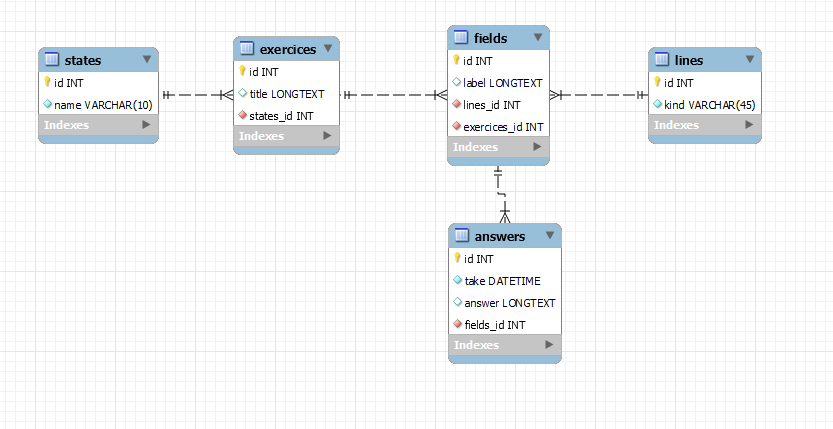 states
id INT
name VARCHAR(10)
Indexes
exercices
id INT
title LONGTEXT
states_id INT
Indexes
fields
id INT
label LONGTEXT
lines_id INT
exercices_id INT
Indexes
lines
id INT
kind VARCHAR(45)
Indexes
answers
id INT
take DATETIME
answer LONGTEXT
fields_id INT
Indexes